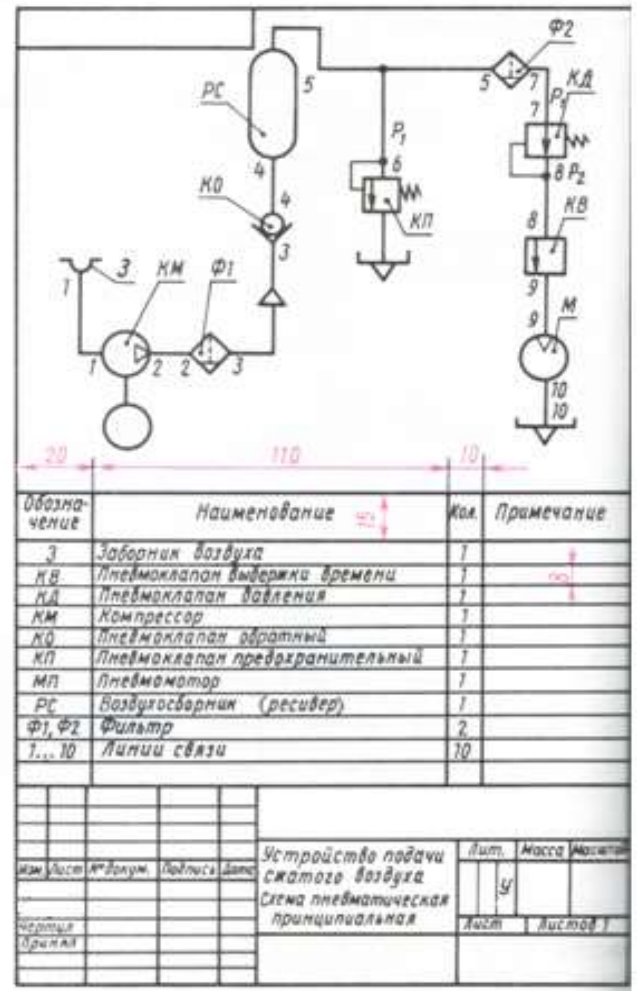 Ф2
РС
5
5
7
КД
7
P₁
P₁
4
6
8 P₂
КО
4
КП
КВ
3
8
З
КМ
Ф1
9
М
1
9
1
2
2
3
10
10
20
110
10
Обозна-
чение
Наименование
15
Кол.
Примечание
З Заборник воздуха 1
КВ Пневмоклапан выдержки времени 1
8
КД Пневмоклапан давления 1
КМ Компрессор 1
КО Пневмоклапан обратный 1
КП Пневмоклапан предохранительный 1
МП Пневмомотор 1
РС Воздухосборник (ресивер) 1
Ф1, Ф2 Фильтр 2
1...10 Линии связи 10
Изм. Лист № докум. Подпись Дата
Устройство подачи
сжатого воздуха
Схема пневматическая
принципиальная
Лит. Масса Масштаб
У
Чертил
Принял
Лист Листов 1